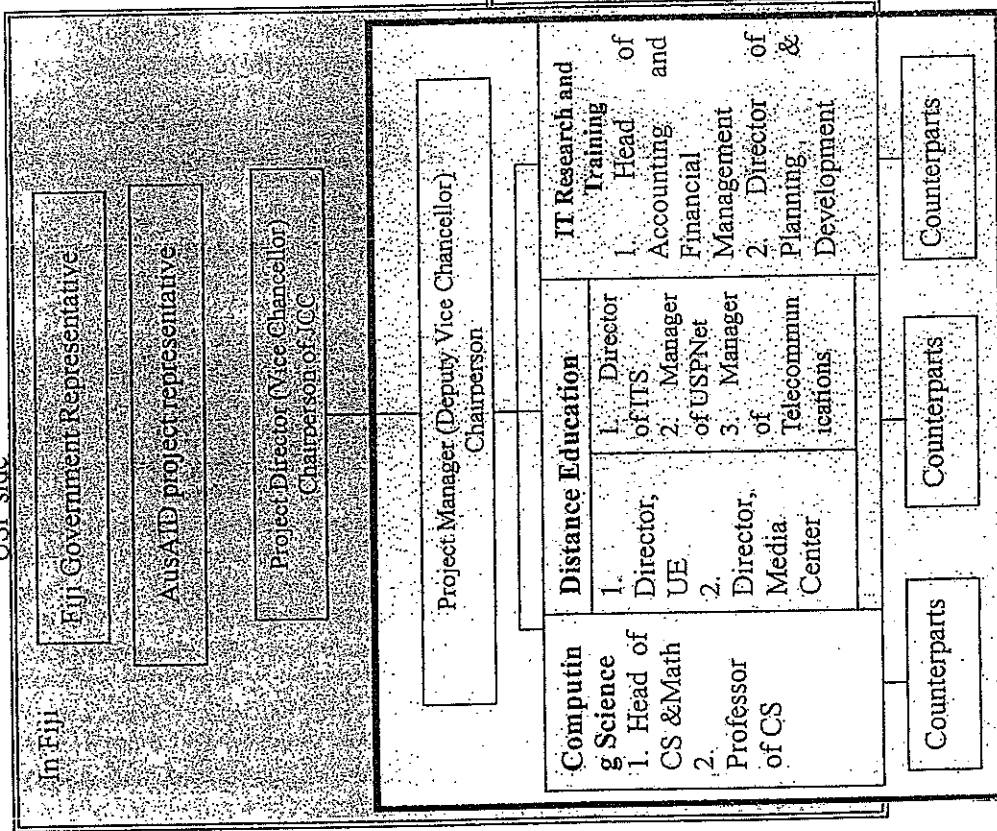 USP side
In Fiji
Fiji Government Representative
AusAID project representative
Project Director (Vice Chancellor)
Chairperson of JCC
Project Manager (Deputy Vice Chancellor)
Chairperson
Computin
g Science
1. Head of
CS &Math
2.
Professor
of CS
Distance Education
1.
Director,
UE
2.
Director,
Media
Center
1. Director
of ITS
2. Manager
of USPNet
3. Manager
of
Telecommun
ications
IT Research and
Training
1. Head of
Accounting and
Financial
Management
2. Director of
Planning &
Development
Counterparts
Counterparts
Counterparts